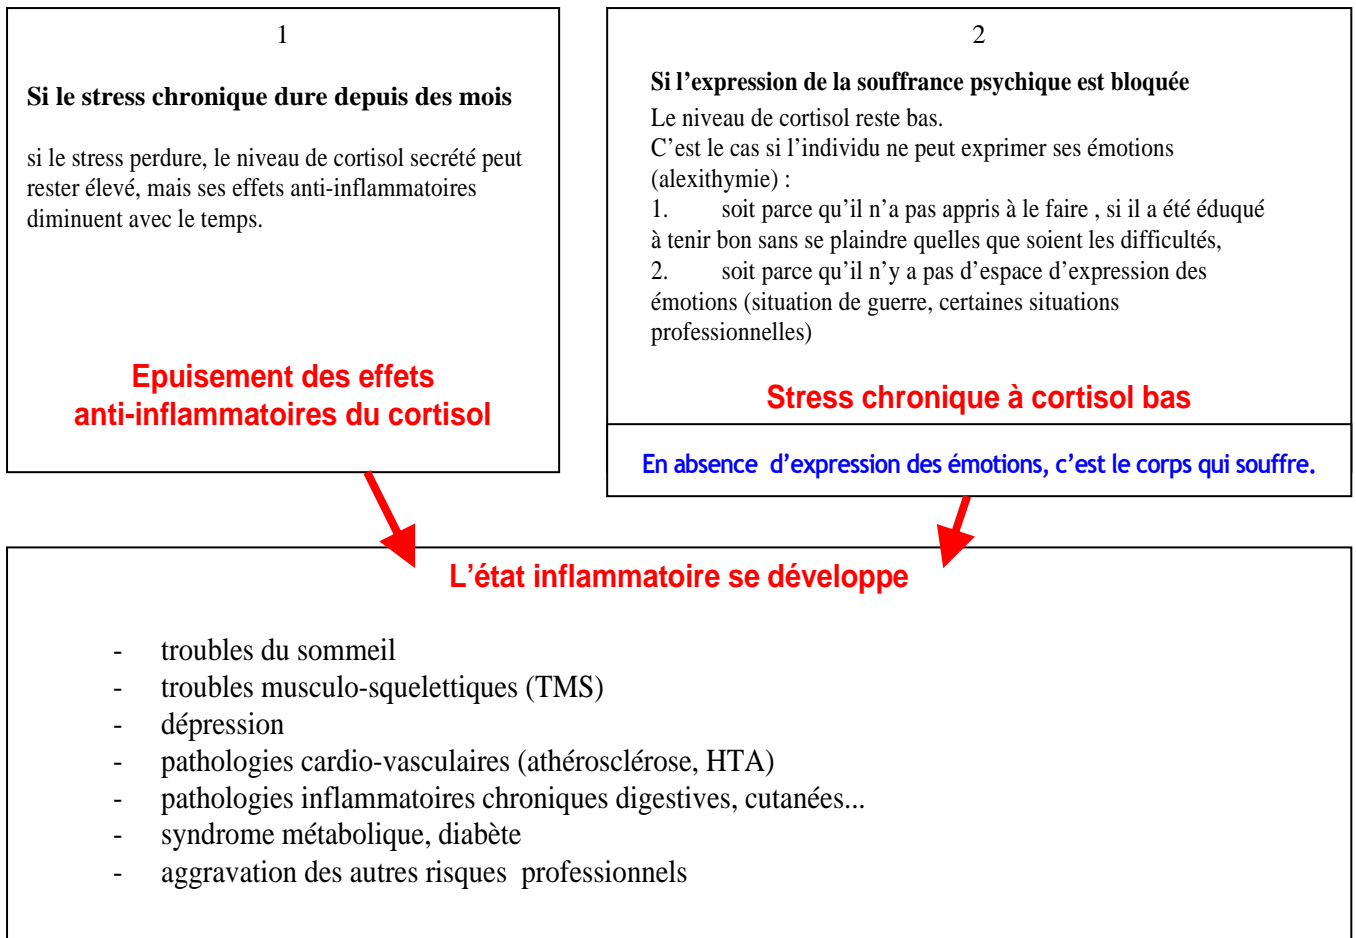 1
Si le stress chronique dure depuis des mois
si le stress perdure, le niveau de cortisol secrété peut
rester élevé, mais ses effets anti-inflammatoires
diminuent avec le temps.
Epuisement des effets
anti-inflammatoires du cortisol
2
Si l’expression de la souffrance psychique est bloquée
Le niveau de cortisol reste bas.
C’est le cas si l’individu ne peut exprimer ses émotions
(alexithymie) :
1. soit parce qu’il n’a pas appris à le faire , si il a été éduqué
à tenir bon sans se plaindre quelles que soient les difficultés,
2. soit parce qu’il n’y a pas d’espace d’expression des
émotions (situation de guerre, certaines situations
professionnelles)
Stress chronique à cortisol bas
En absence d’expression des émotions, c’est le corps qui souffre.
L’état inflammatoire se développe
- troubles du sommeil
- troubles musculo-squelettiques (TMS)
- dépression
- pathologies cardio-vasculaires (athérosclérose, HTA)
- pathologies inflammatoires chroniques digestives, cutanées...
- syndrome métabolique, diabète
- aggravation des autres risques professionnels